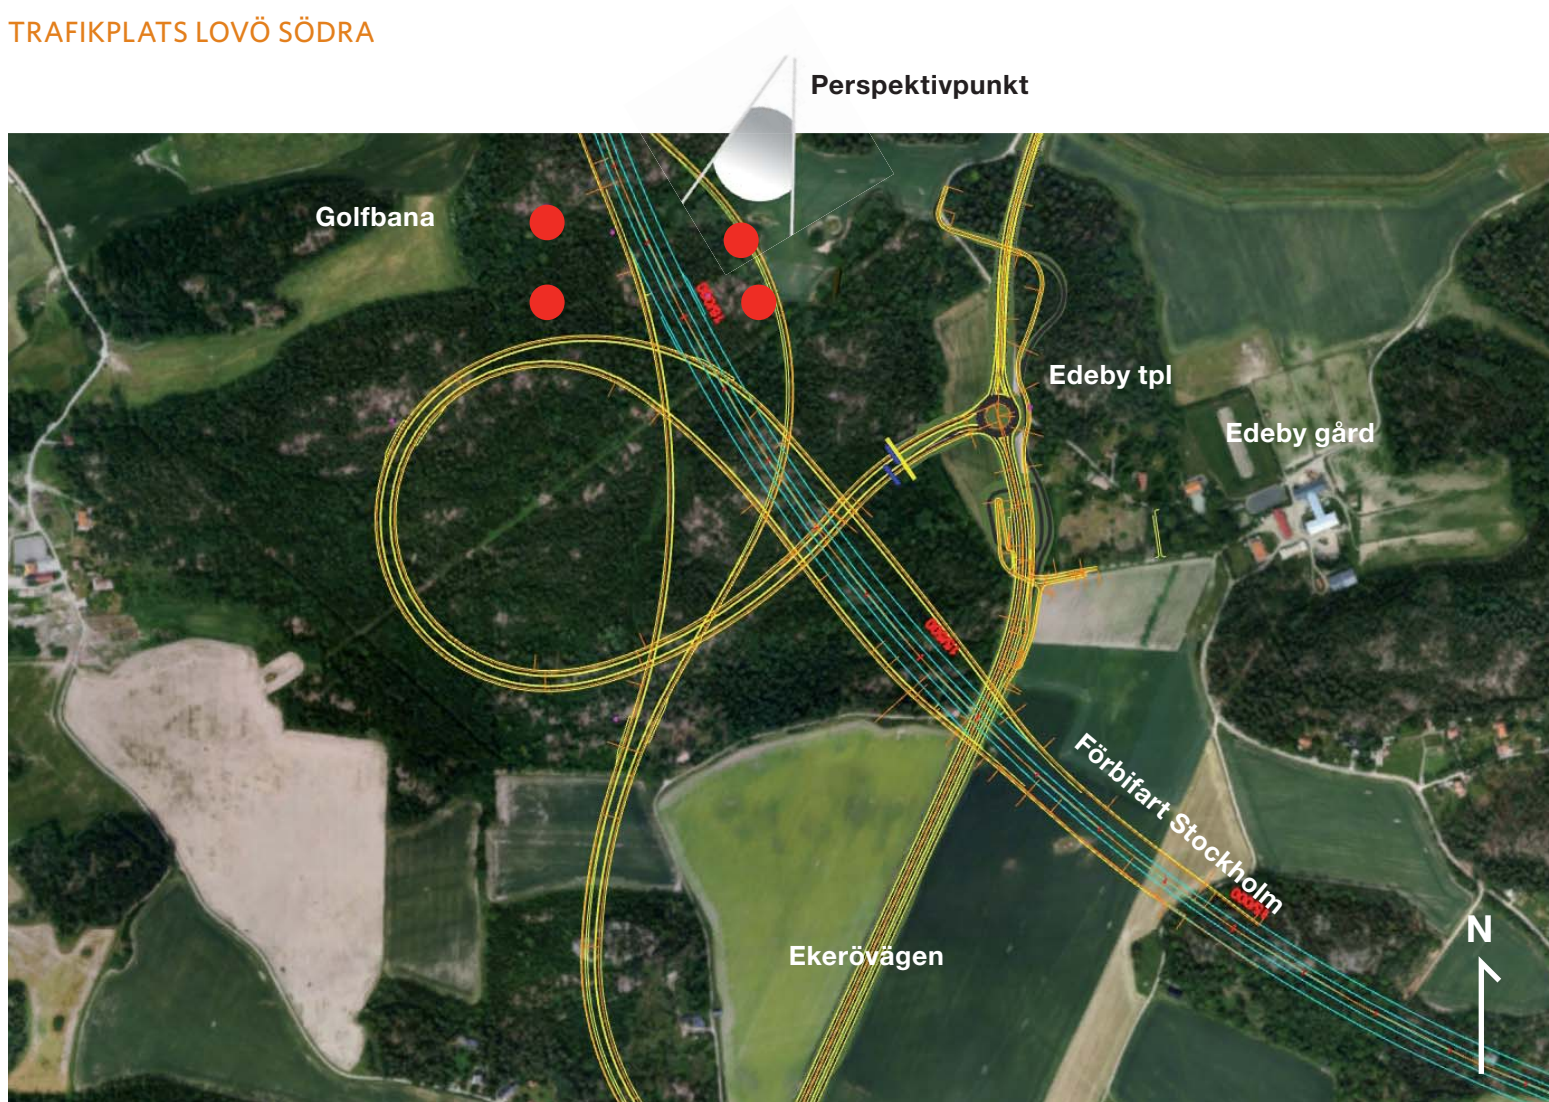 TRAFIKPLATS LOVÖ SÖDRA
Perspektivpunkt
Golfbana
Edeby tpl
Edeby gård
Förbifart Stockholm
Ekerövägen
N